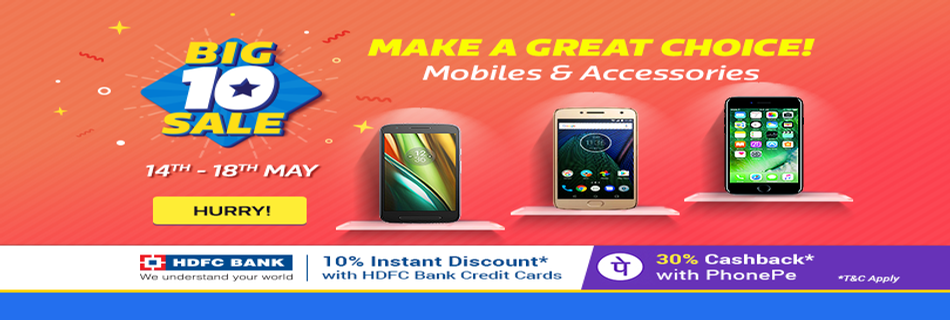 BIG
10
SALE
14TH - 18TH MAY
HURRY!
MAKE A GREAT CHOICE!
Mobiles & Accessories
HDFC BANK
We understand your world
10% Instant Discount*
with HDFC Bank Credit Cards
पे
30% Cashback*
with PhonePe
*T&C Apply